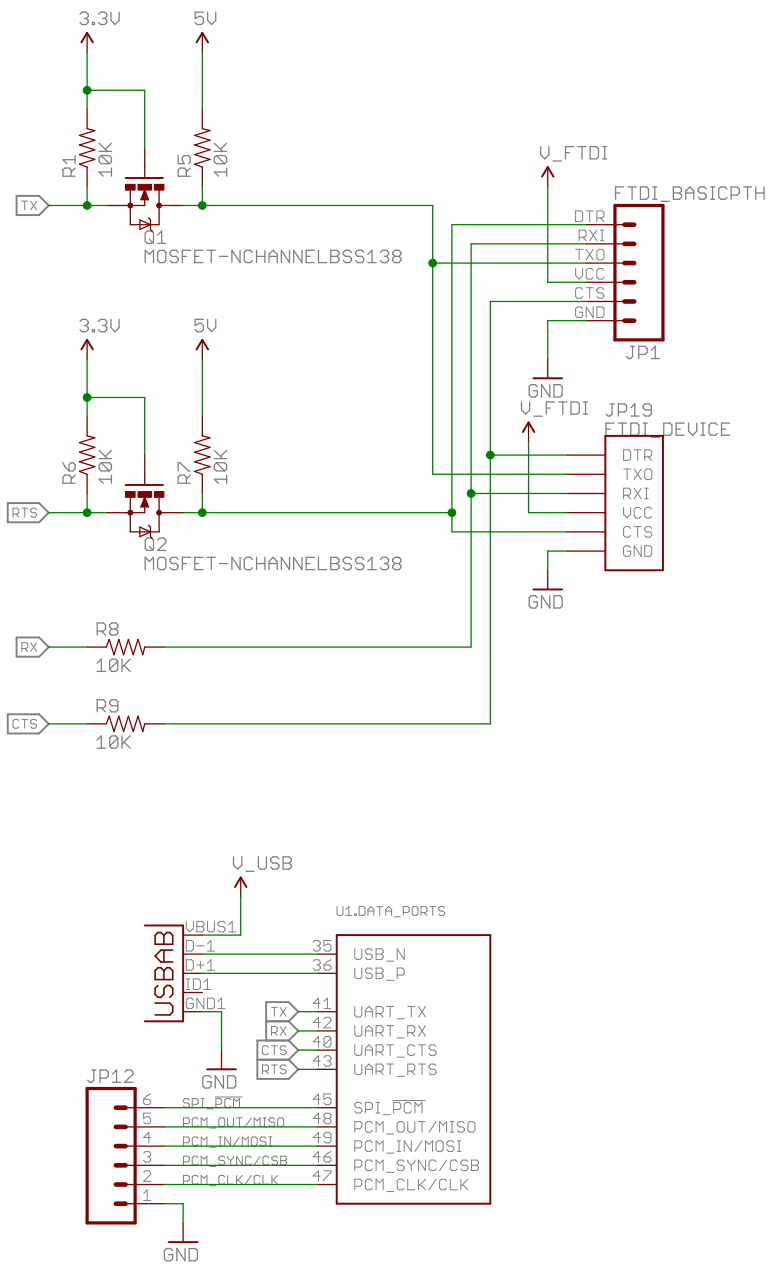 3.3V
5V
R1
10K
R5
10K
TX
Q1
MOSFET-NCHANNELBSS138
V_FTDI
FTDI_BASICPTH
DTR
RXI
TXO
VCC
CTS
GND
JP1
GND
3.3V
5V
R6
10K
R7
10K
RTS
Q2
MOSFET-NCHANNELBSS138
V_FTDI
JP19
FTDI_DEVICE
DTR
TXO
RXI
VCC
CTS
GND
GND
RX
R8
10K
CTS
R9
10K
V_USB
USBAB
VBUS1
D-1
D+1
ID1
GND1
GND
U1.DATA_PORTS
35 USB_N
36 USB_P
TX 41 UART_TX
RX 42 UART_RX
CTS 40 UART_CTS
RTS 43 UART_RTS
JP12
6 SPI_PCM 45 SPI_PCM
5 PCM_OUT/MISO 48 PCM_OUT/MISO
4 PCM_IN/MOSI 49 PCM_IN/MOSI
3 PCM_SYNC/CSB 46 PCM_SYNC/CSB
2 PCM_CLK/CLK 47 PCM_CLK/CLK
1
GND